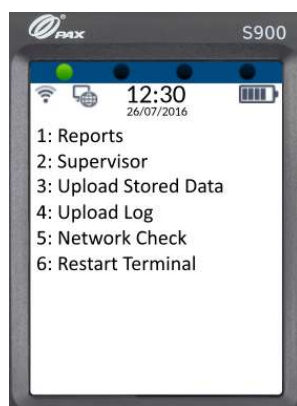 PAX S900
12:30
26/07/2016
1: Reports
2: Supervisor
3: Upload Stored Data
4: Upload Log
5: Network Check
6: Restart Terminal